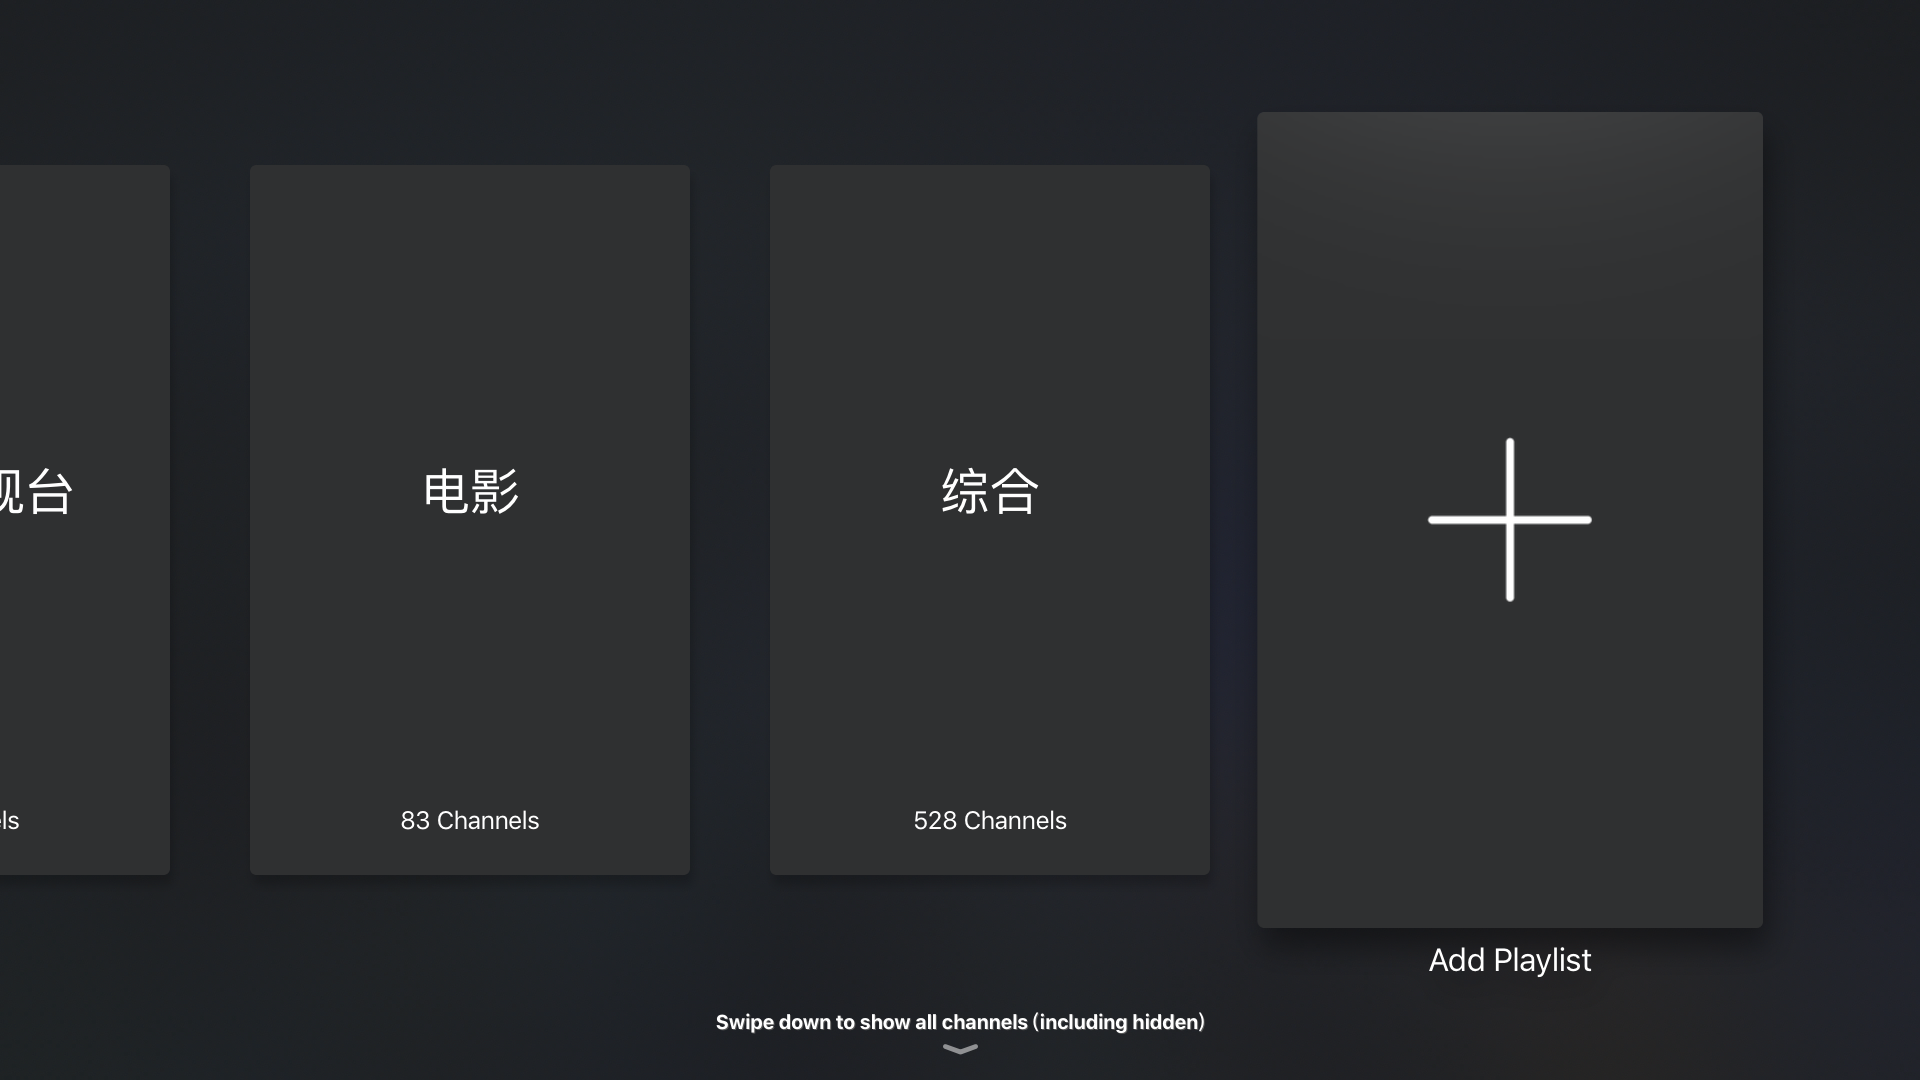 视台
电影
综合
els
83 Channels
528 Channels
Add Playlist
Swipe down to show all channels (including hidden)